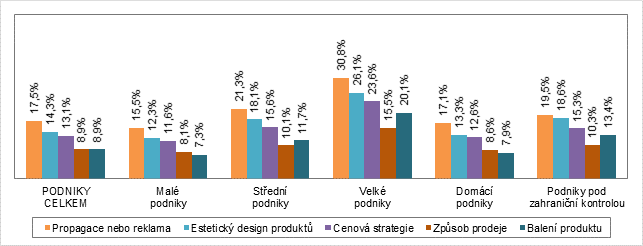 17,5%
14,3%
13,1%
8,9%
8,9%
15,5%
12,3%
11,6%
8,1%
7,3%
21,3%
18,1%
15,6%
10,1%
11,7%
30,8%
26,1%
23,6%
15,5%
20,1%
17,1%
13,3%
12,6%
8,6%
7,9%
19,5%
18,6%
15,3%
10,3%
13,4%
PODNIKY
CELKEM
Malé
podniky
Střední
podniky
Velké
podniky
Domácí
podniky
Podniky pod
zahraniční kontrolou
Propagace nebo reklama
Estetický design produktů
Cenová strategie
Způsob prodeje
Balení produktu